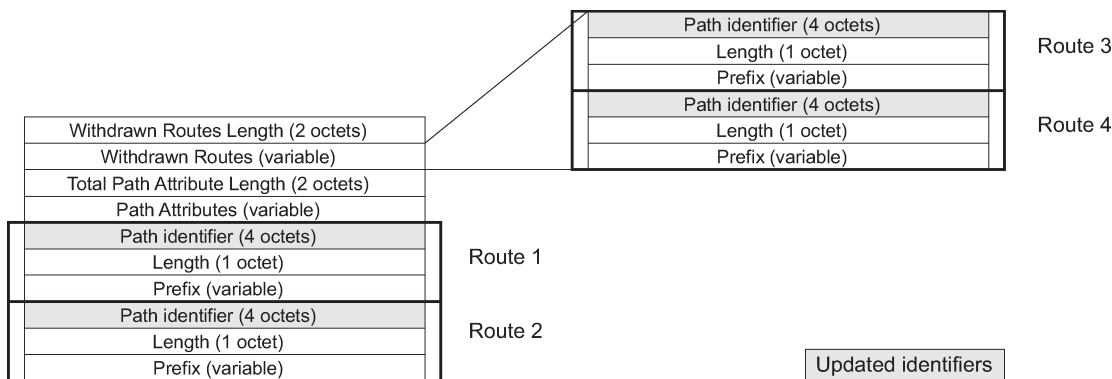 Path identifier (4 octets)
Length (1 octet)
Prefix (variable)
Route 3
Path identifier (4 octets)
Length (1 octet)
Prefix (variable)
Route 4
Withdrawn Routes Length (2 octets)
Withdrawn Routes (variable)
Total Path Attribute Length (2 octets)
Path Attributes (variable)
Path identifier (4 octets)
Length (1 octet)
Prefix (variable)
Route 1
Path identifier (4 octets)
Length (1 octet)
Prefix (variable)
Route 2
Updated identifiers